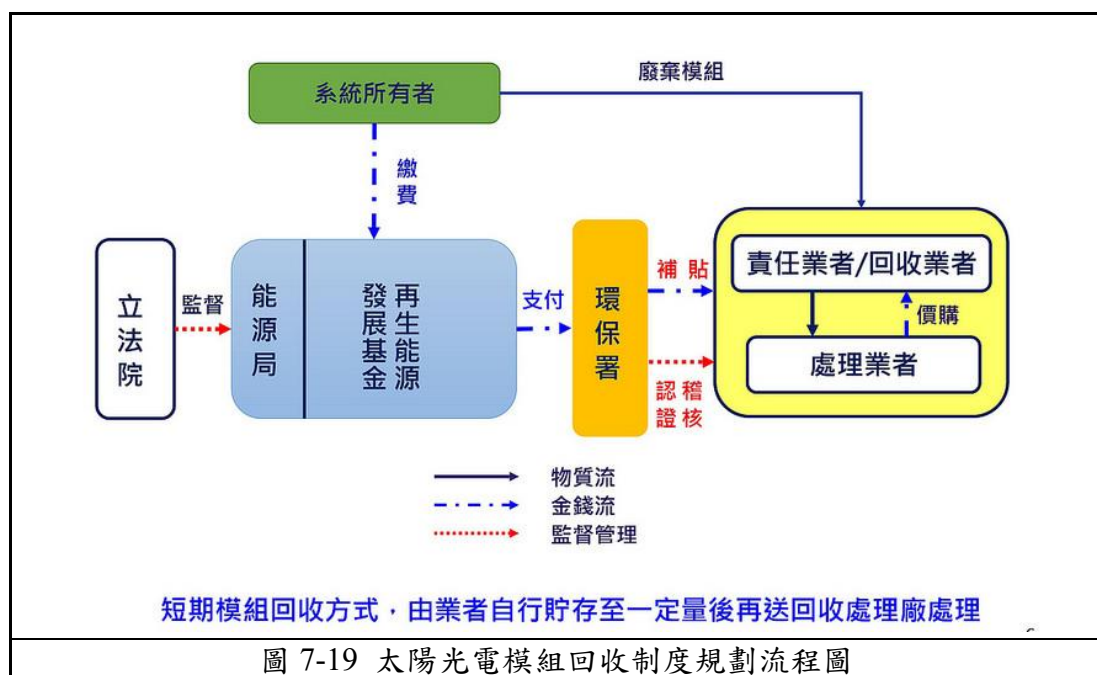 系統所有者
廢棄模組
繳費
立法院
監督
能源局
再生能源
發展基金
支付
環保署
補貼
認證
稽核
責任業者/回收業者
價購
處理業者
物質流
金錢流
監督管理
短期模組回收方式，由業者自行貯存至一定量後再送回收處理廠處理
圖 7-19 太陽光電模組回收制度規劃流程圖